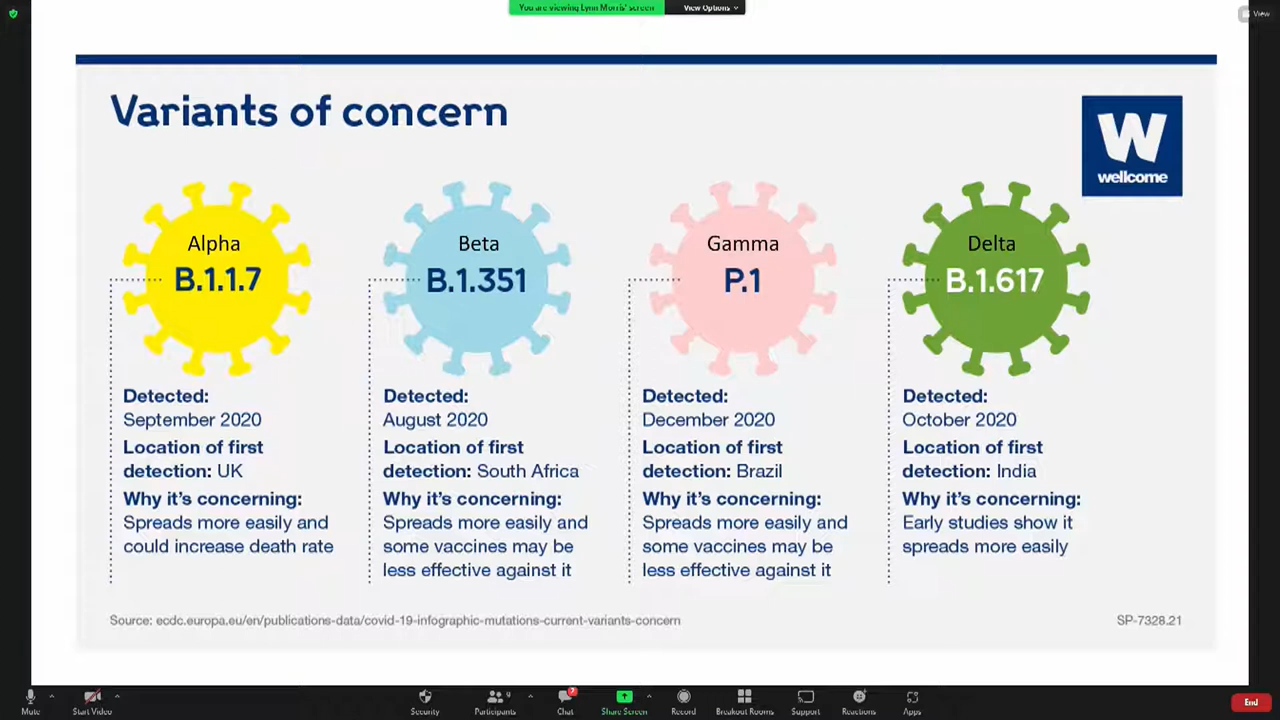 You are viewing Lynn Morris' screen
View Options
View
Variants of concern
W
wellcome
Alpha
B.1.1.7
Detected:
September 2020
Location of first
detection: UK
Why it's concerning:
Spreads more easily and
could increase death rate
Beta
B.1.351
Detected:
August 2020
Location of first
detection: South Africa
Why it's concerning:
Spreads more easily and
some vaccines may be
less effective against it
Gamma
P.1
Detected:
December 2020
Location of first
detection: Brazil
Why it's concerning:
Spreads more easily and
some vaccines may be
less effective against it
Delta
B.1.617
Detected:
October 2020
Location of first
detection: India
Why it's concerning:
Early studies show it
spreads more easily
Source: ecdc.europa.eu/en/publications-data/covid-19-infographic-mutations-current-variants-concern
SP-7328.21
Mute
Start Video
Security
Participants
9
Chat
7
Share Screen
Record
Breakout Rooms
Support
Reactions
Apps
End